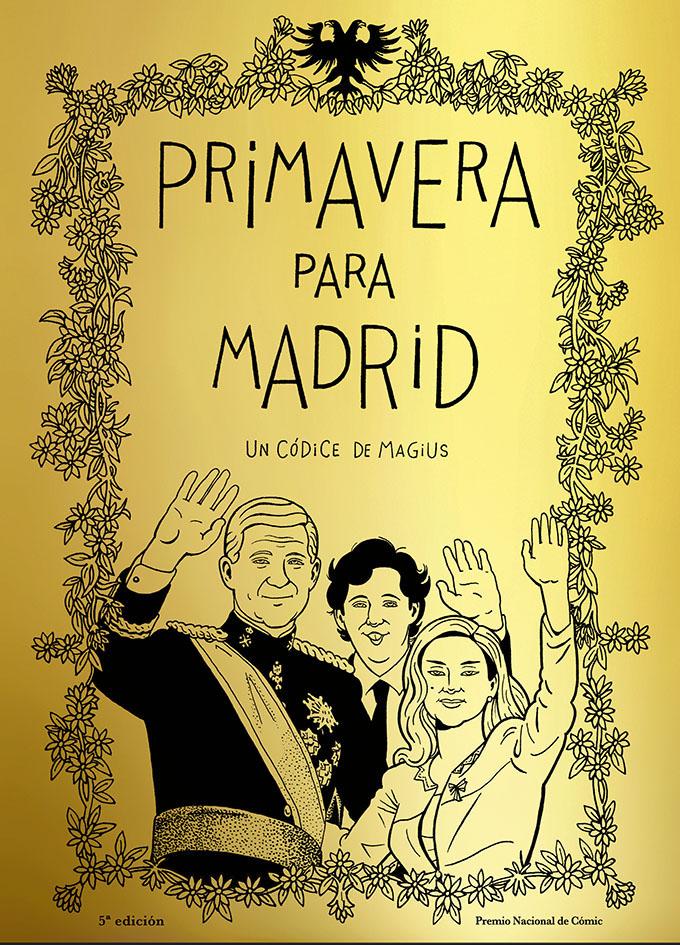 PRiMAVERA
PARA
MADRiD
UN CÓDiCE DE MAGiUS
5ª edición
Premio Nacional de Cómic